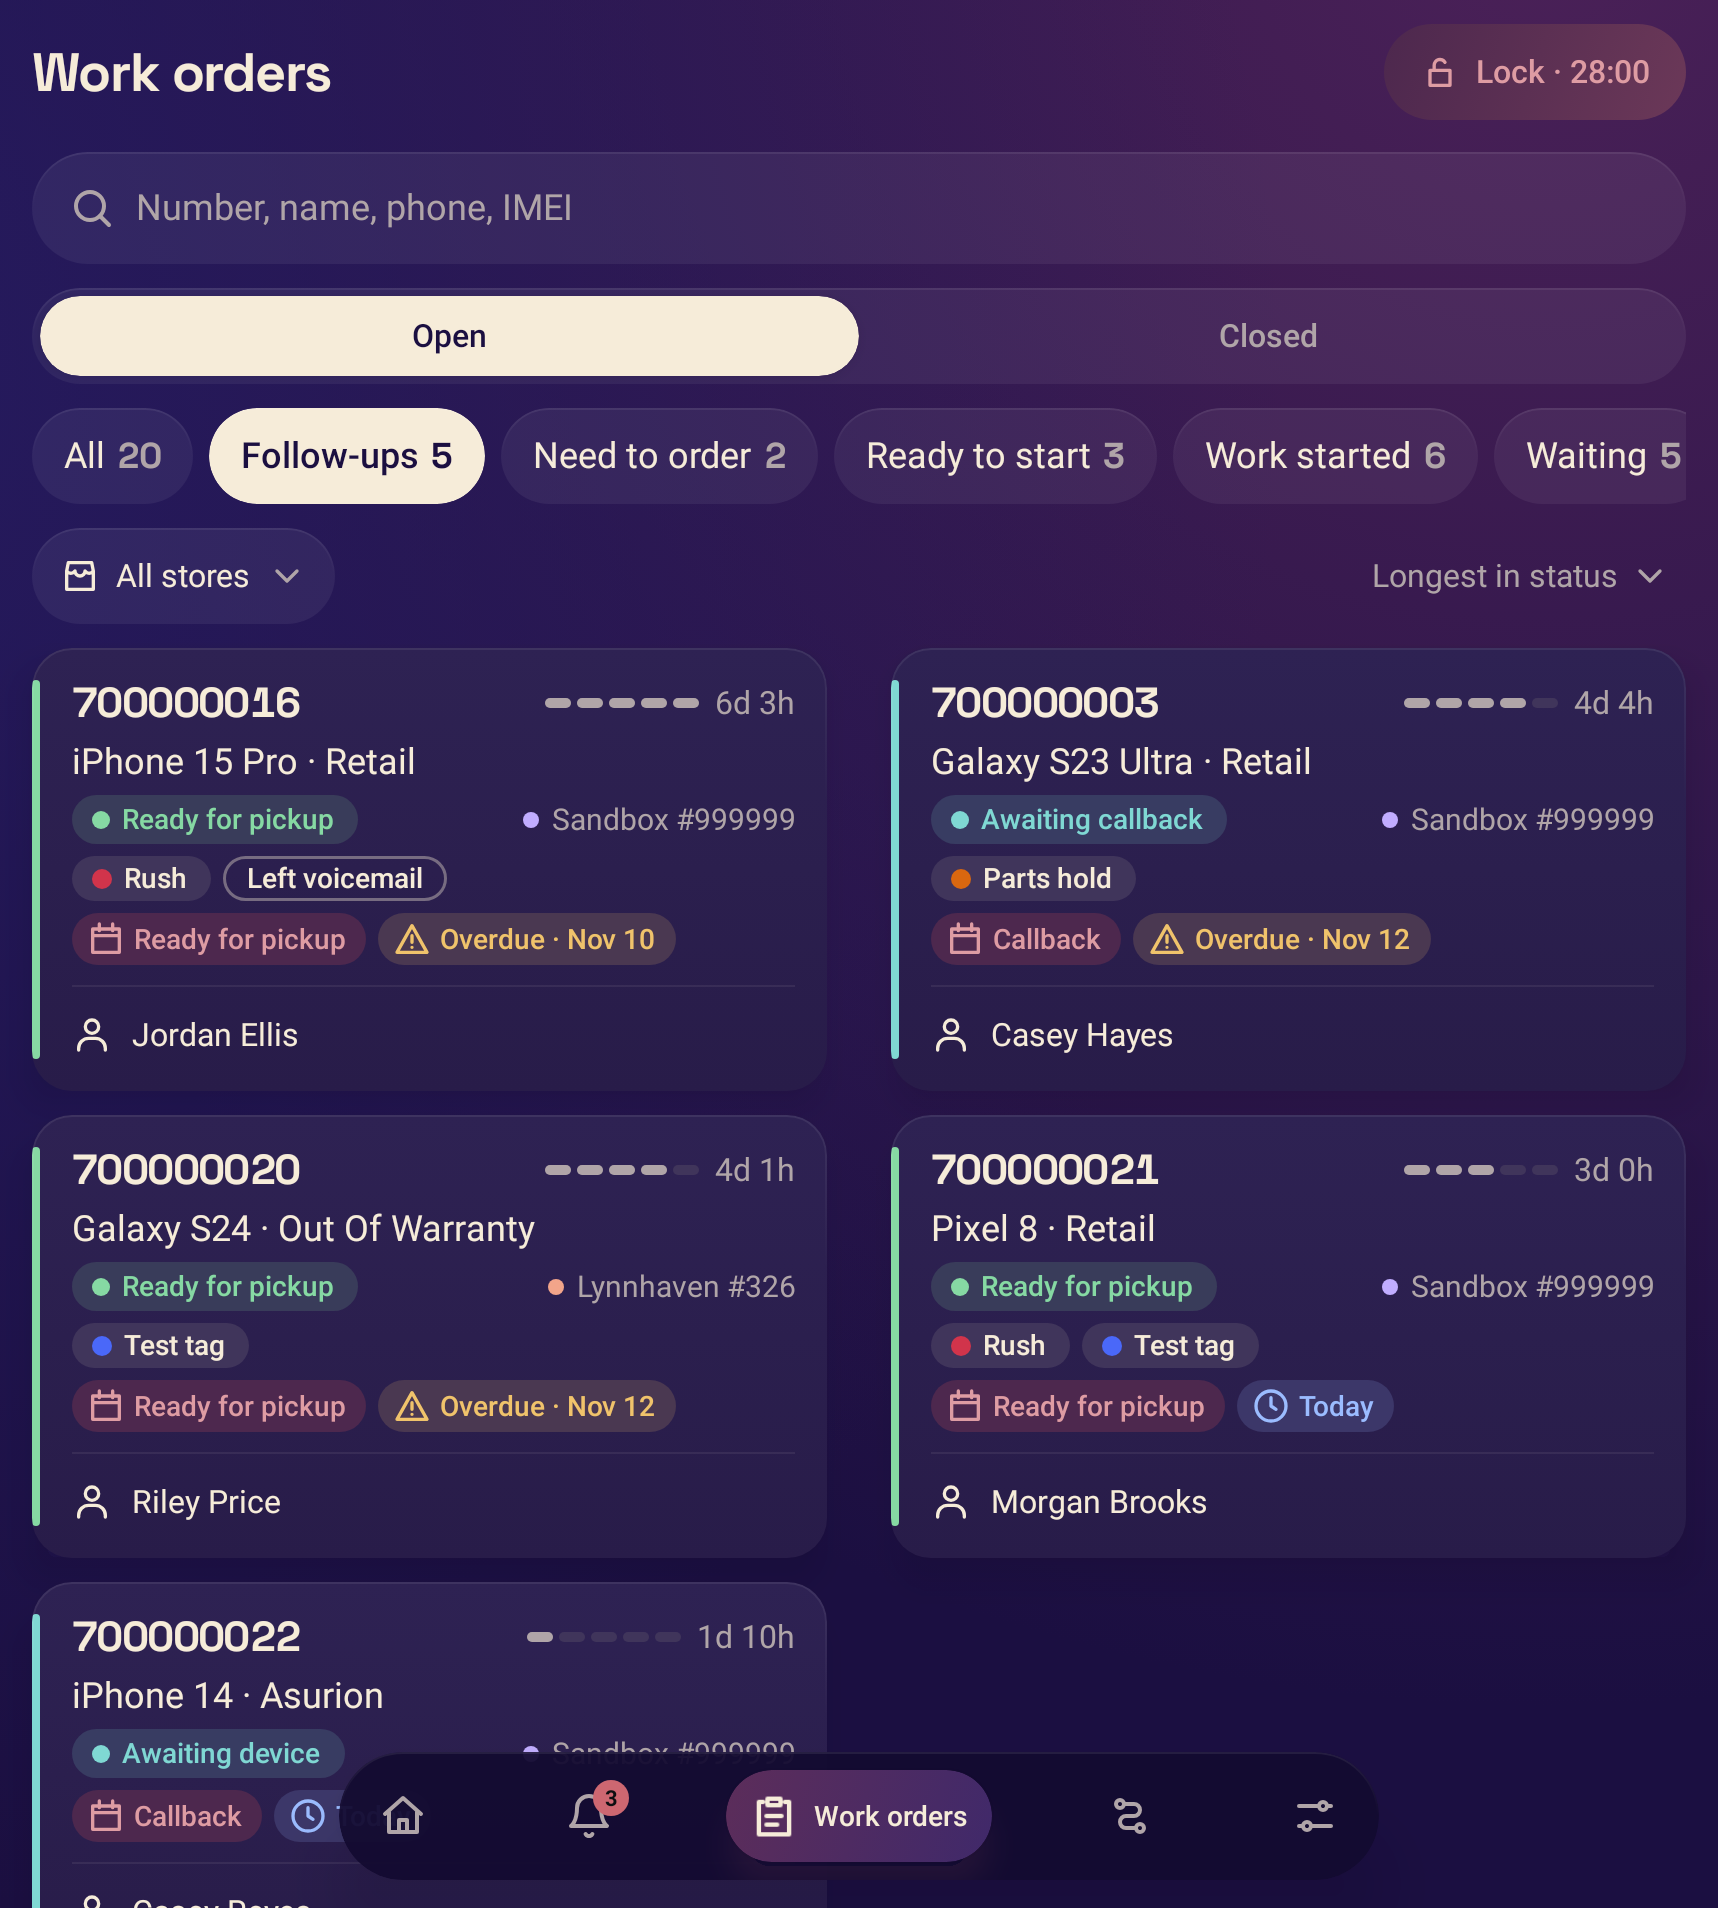 Work orders
Lock · 28:00
Number, name, phone, IMEI
Open
Closed
All 20
Follow-ups 5
Need to order 2
Ready to start 3
Work started 6
Waiting 5
All stores
Longest in status
700000016
6d 3h
iPhone 15 Pro · Retail
Ready for pickup
Sandbox #999999
Rush
Left voicemail
Ready for pickup
Overdue · Nov 10
Jordan Ellis
700000003
4d 4h
Galaxy S23 Ultra · Retail
Awaiting callback
Sandbox #999999
Parts hold
Callback
Overdue · Nov 12
Casey Hayes
700000020
4d 1h
Galaxy S24 · Out Of Warranty
Ready for pickup
Lynnhaven #326
Test tag
Ready for pickup
Overdue · Nov 12
Riley Price
700000021
3d 0h
Pixel 8 · Retail
Ready for pickup
Sandbox #999999
Rush
Test tag
Ready for pickup
Today
Morgan Brooks
700000022
1d 10h
iPhone 14 · Asurion
Awaiting device
Sandbox #999999
Callback
3
Work orders